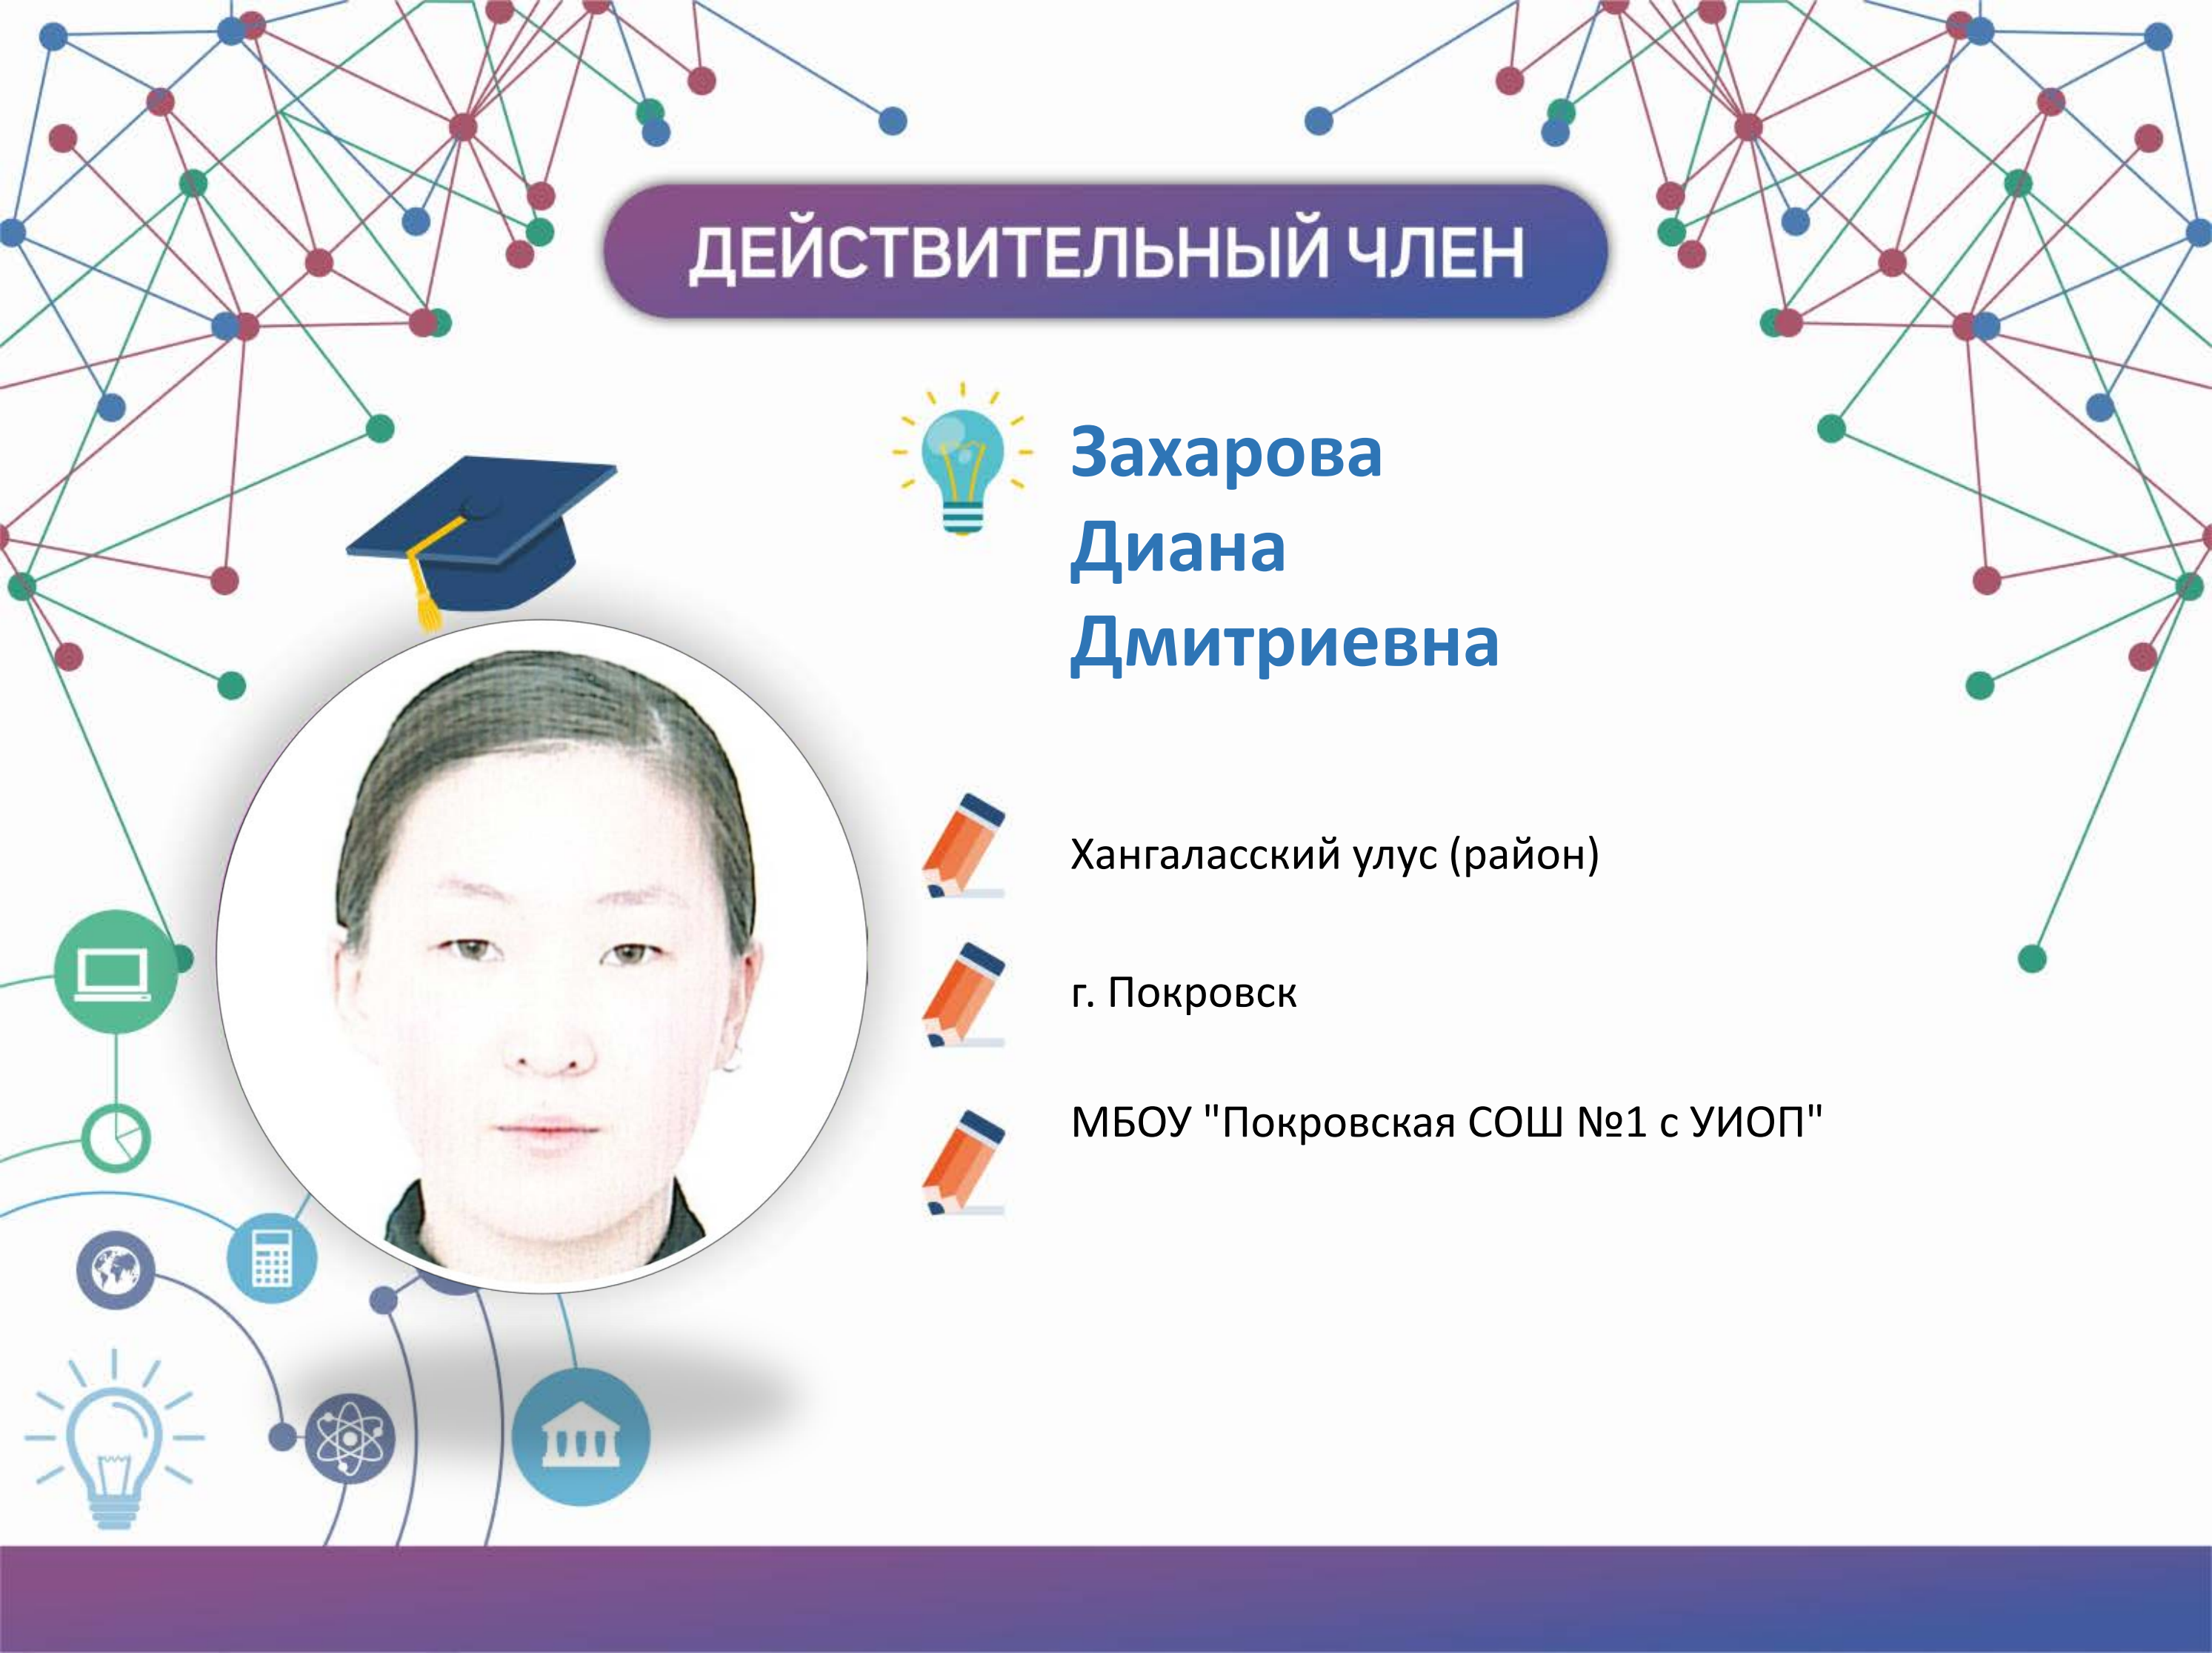 ДЕЙСТВИТЕЛЬНЫЙ ЧЛЕН
Захарова
Диана
Дмитриевна
Хангаласский улус (район)
г. Покровск
МБОУ "Покровская СОШ №1 с УИОП"